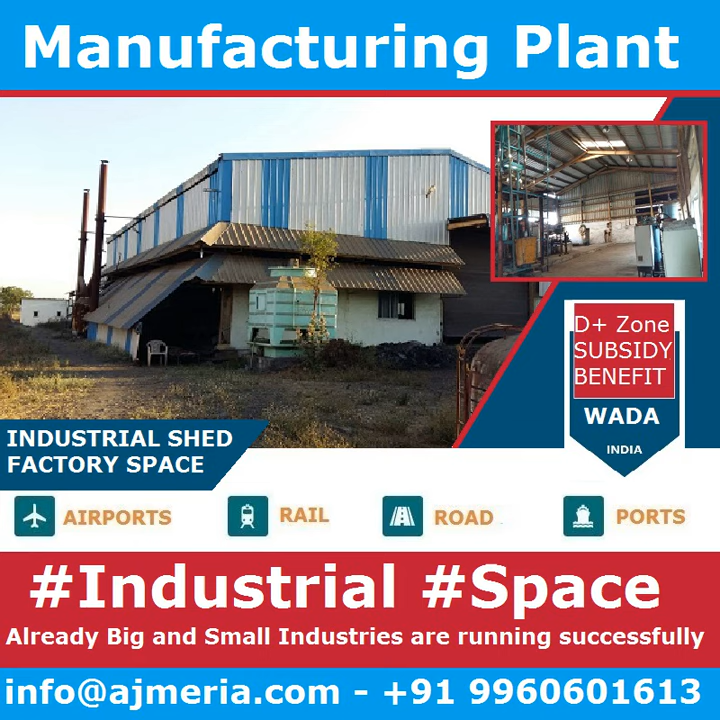 Manufacturing Plant
D+ Zone
SUBSIDY
BENEFIT
WADA
INDIA
INDUSTRIAL SHED
FACTORY SPACE
AIRPORTS
RAIL
ROAD
PORTS
#Industrial #Space
Already Big and Small Industries are running successfully
info@ajmeria.com - +91 9960601613